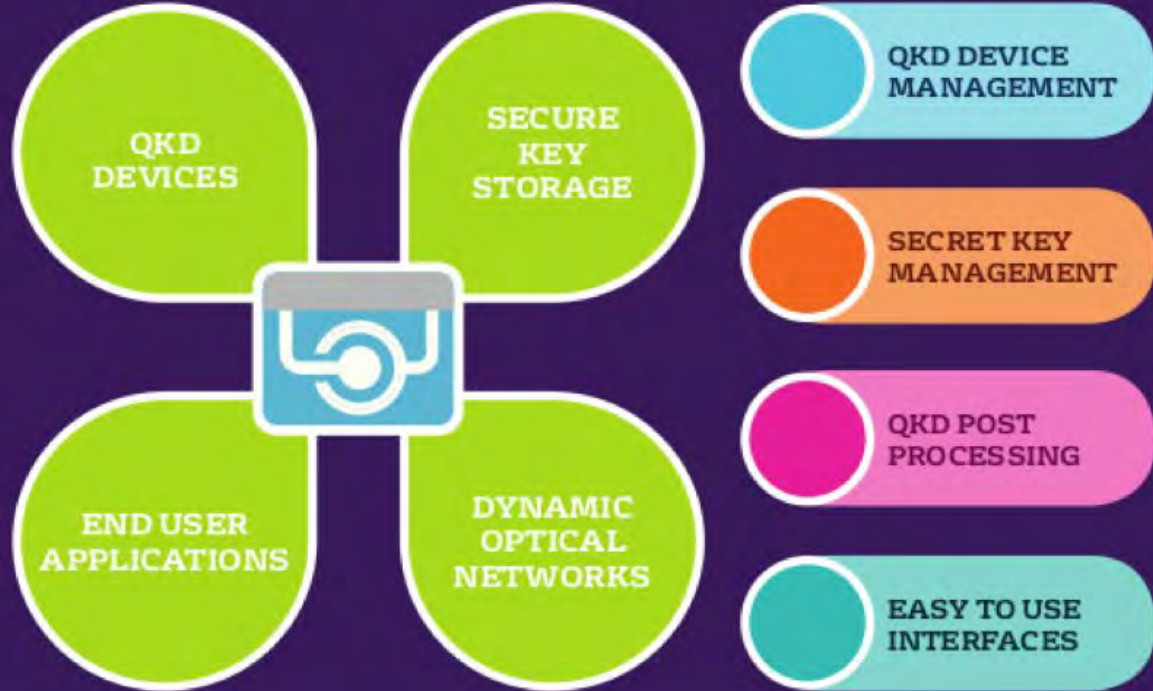 QKD
DEVICES
SECURE
KEY
STORAGE
END USER
APPLICATIONS
DYNAMIC
OPTICAL
NETWORKS
QKD DEVICE
MANAGEMENT
SECRET KEY
MANAGEMENT
QKD POST
PROCESSING
EASY TO USE
INTERFACES